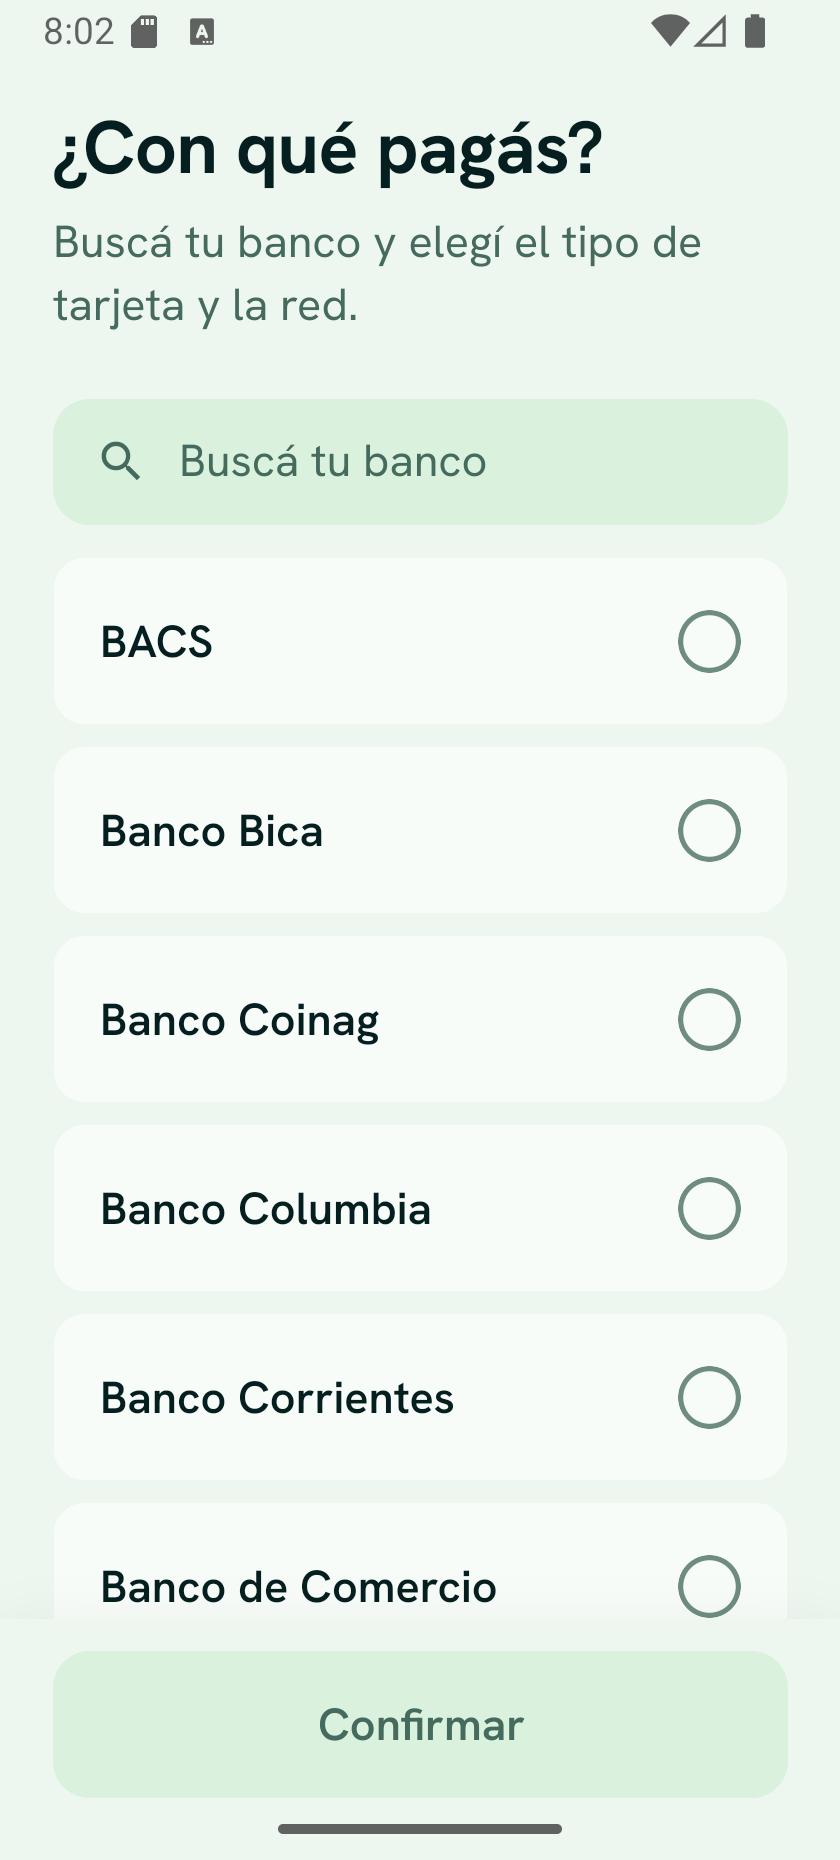 8:02
¿Con qué pagás?
Buscá tu banco y elegí el tipo de
tarjeta y la red.
Buscá tu banco
BACS
Banco Bica
Banco Coinag
Banco Columbia
Banco Corrientes
Banco de Comercio
Confirmar